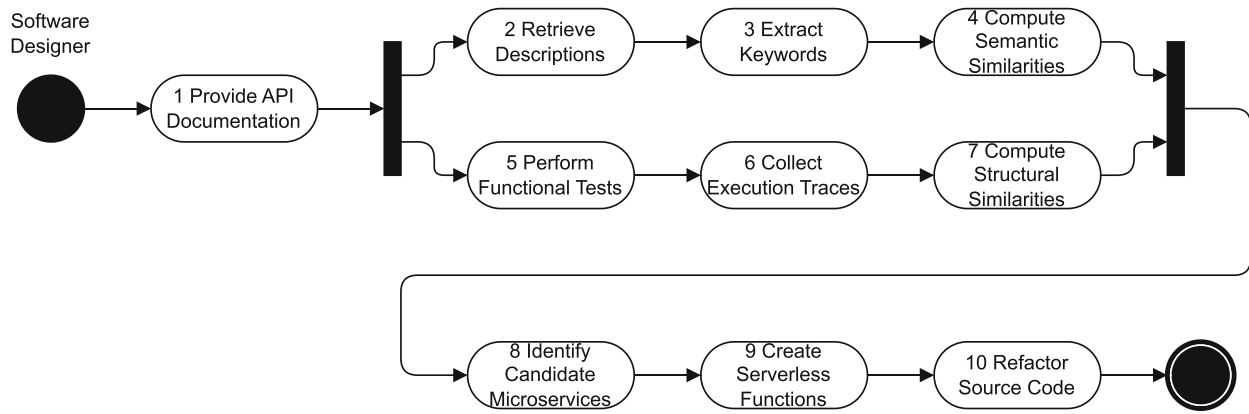 Software
Designer
1 Provide API
Documentation
2 Retrieve
Descriptions
3 Extract
Keywords
4 Compute
Semantic
Similarities
5 Perform
Functional Tests
6 Collect
Execution Traces
7 Compute
Structural
Similarities
8 Identify
Candidate
Microservices
9 Create
Serverless
Functions
10 Refactor
Source Code